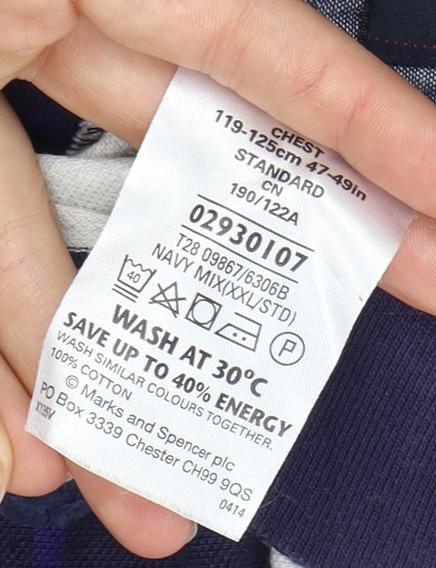 CHEST
119-125cm 47-49in
STANDARD
CN
190/122A
02930107
T28 09867/6306B
NAVY MIX(XXL/STD)
40 P
WASH AT 30°C
SAVE UP TO 40% ENERGY
WASH SIMILAR COLOURS TOGETHER.
100% COTTON
© Marks and Spencer plc
PO Box 3339 Chester CH99 9QS
0414